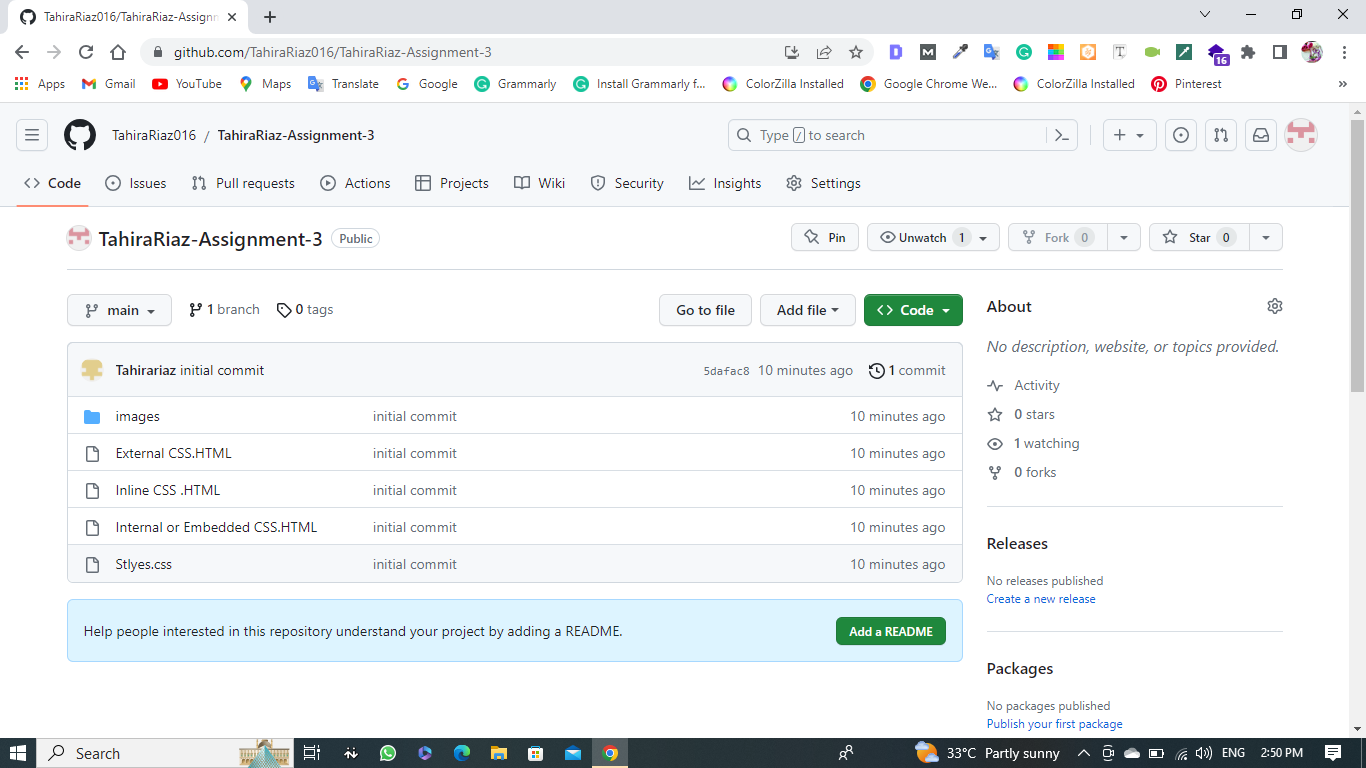 TahiraRiaz016/TahiraRiaz-Assignn
github.com/TahiraRiaz016/TahiraRiaz-Assignment-3
16
Apps Gmail YouTube Maps Translate Google Grammarly Install Grammarly f... ColorZilla Installed Google Chrome We... ColorZilla Installed Pinterest »
TahiraRiaz016 / TahiraRiaz-Assignment-3 Type / to search
Code Issues Pull requests Actions Projects Wiki Security Insights Settings
TahiraRiaz-Assignment-3 Public Pin Unwatch 1 Fork 0 Star 0
main 1 branch 0 tags Go to file Add file Code
Tahirariaz initial commit 5dafac8 10 minutes ago 1 commit
images initial commit 10 minutes ago
External CSS.HTML initial commit 10 minutes ago
Inline CSS .HTML initial commit 10 minutes ago
Internal or Embedded CSS.HTML initial commit 10 minutes ago
Stlyes.css initial commit 10 minutes ago
Help people interested in this repository understand your project by adding a README. Add a README
About
No description, website, or topics provided.
Activity
0 stars
1 watching
0 forks
Releases
No releases published
Create a new release
Packages
No packages published
Publish your first package
Search 33°C Partly sunny ENG 2:50 PM